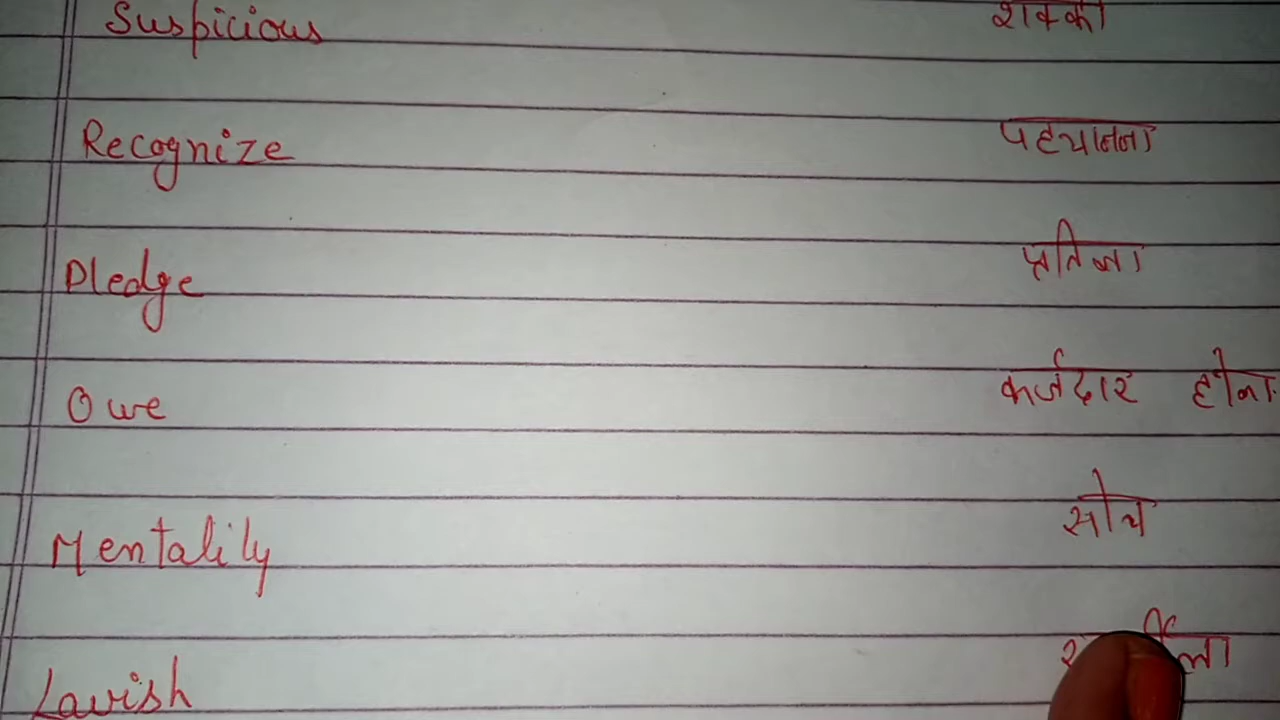 Suspicious शक्की
Recognize पहचानना
Pledge प्रतिज्ञा
Owe कर्जदार होना
Mentality सोच
Lavish